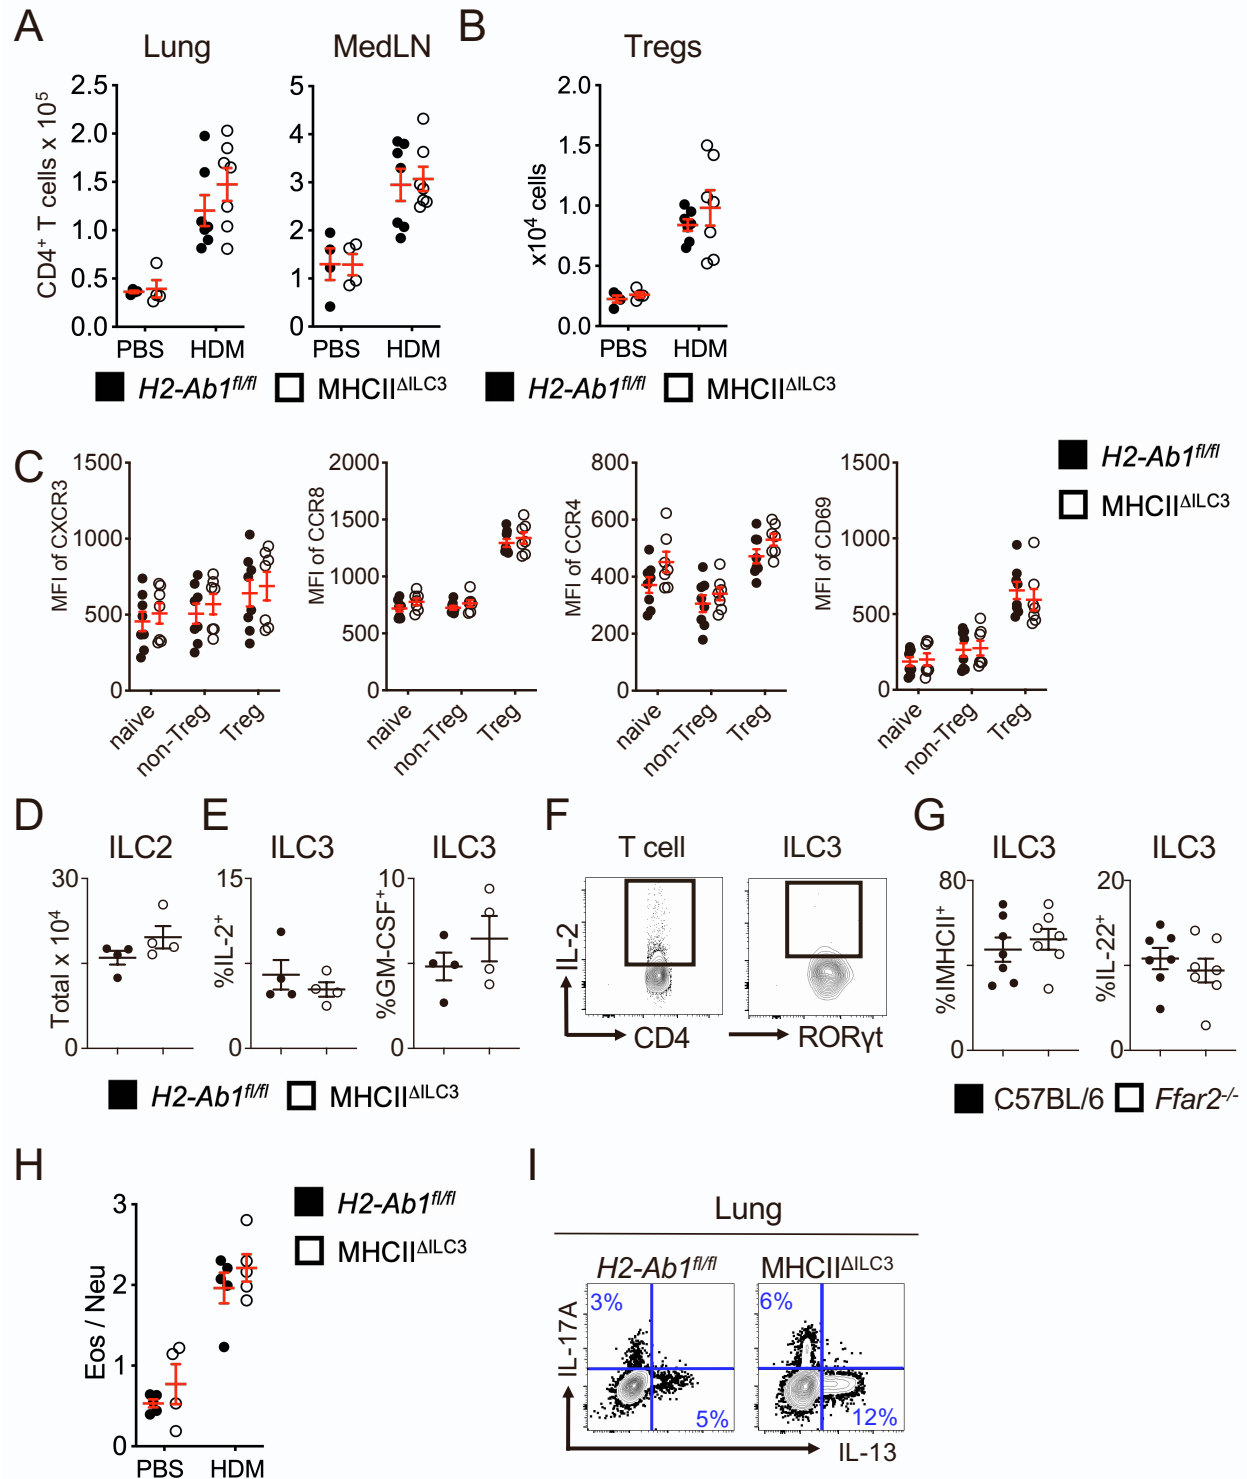 A
B
Lung
MedLN
Tregs
CD4⁺ T cells x 10⁵
2.5
2.0
1.5
1.0
0.5
0.0
PBS
HDM
5
4
3
2
1
0
PBS
HDM
x10⁴ cells
2.0
1.5
1.0
0.5
0.0
PBS
HDM
H2-Ab1fl/fl
MHCIIΔILC3
H2-Ab1fl/fl
MHCIIΔILC3
C
MFI of CXCR3
1500
1000
500
0
naive
non-Treg
Treg
MFI of CCR8
2000
1500
1000
500
0
naive
non-Treg
Treg
MFI of CCR4
800
600
400
200
0
naive
non-Treg
Treg
MFI of CD69
1500
1000
500
0
naive
non-Treg
Treg
H2-Ab1fl/fl
MHCIIΔILC3
D
ILC2
Total x 10⁴
30
0
E
ILC3
%IL-2⁺
15
0
ILC3
%GM-CSF⁺
10
0
H2-Ab1fl/fl
MHCIIΔILC3
F
T cell
ILC3
IL-2
CD4
RORγt
G
ILC3
%IMHCII⁺
80
0
ILC3
%IL-22⁺
20
0
C57BL/6
Ffar2-/-
H
Eos / Neu
3
2
1
0
PBS
HDM
H2-Ab1fl/fl
MHCIIΔILC3
I
Lung
H2-Ab1fl/fl
MHCIIΔILC3
IL-17A
3%
5%
6%
12%
IL-13